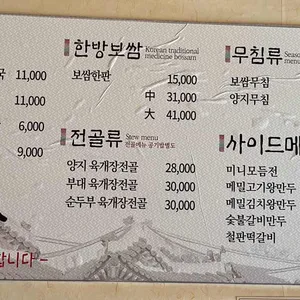 국 11,000
11,000
6,000
9,000
합니다 -
한방보쌈 Korean traditional medicine bossam
보쌈한판 15,000
中 31,000
大 41,000
전골류 Stew menu
전골메뉴 공기밥별도
양지 육개장전골 28,000
부대 육개장전골 30,000
순두부 육개장전골 30,000
무침류 Season menu
보쌈무침
양지무침
사이드메
미니모듬전
메밀고기왕만두
메밀김치왕만두
숯불갈비만두
철판떡갈비